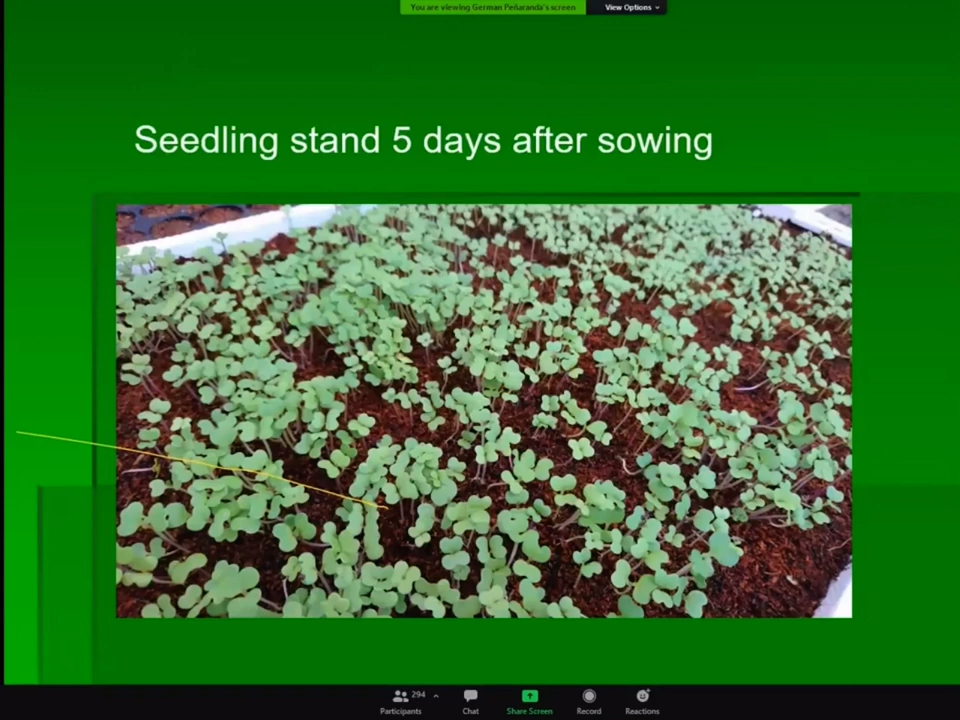 You are viewing German Peñaranda's screen
View Options
Seedling stand 5 days after sowing
294
Participants
Chat
Share Screen
Record
Reactions